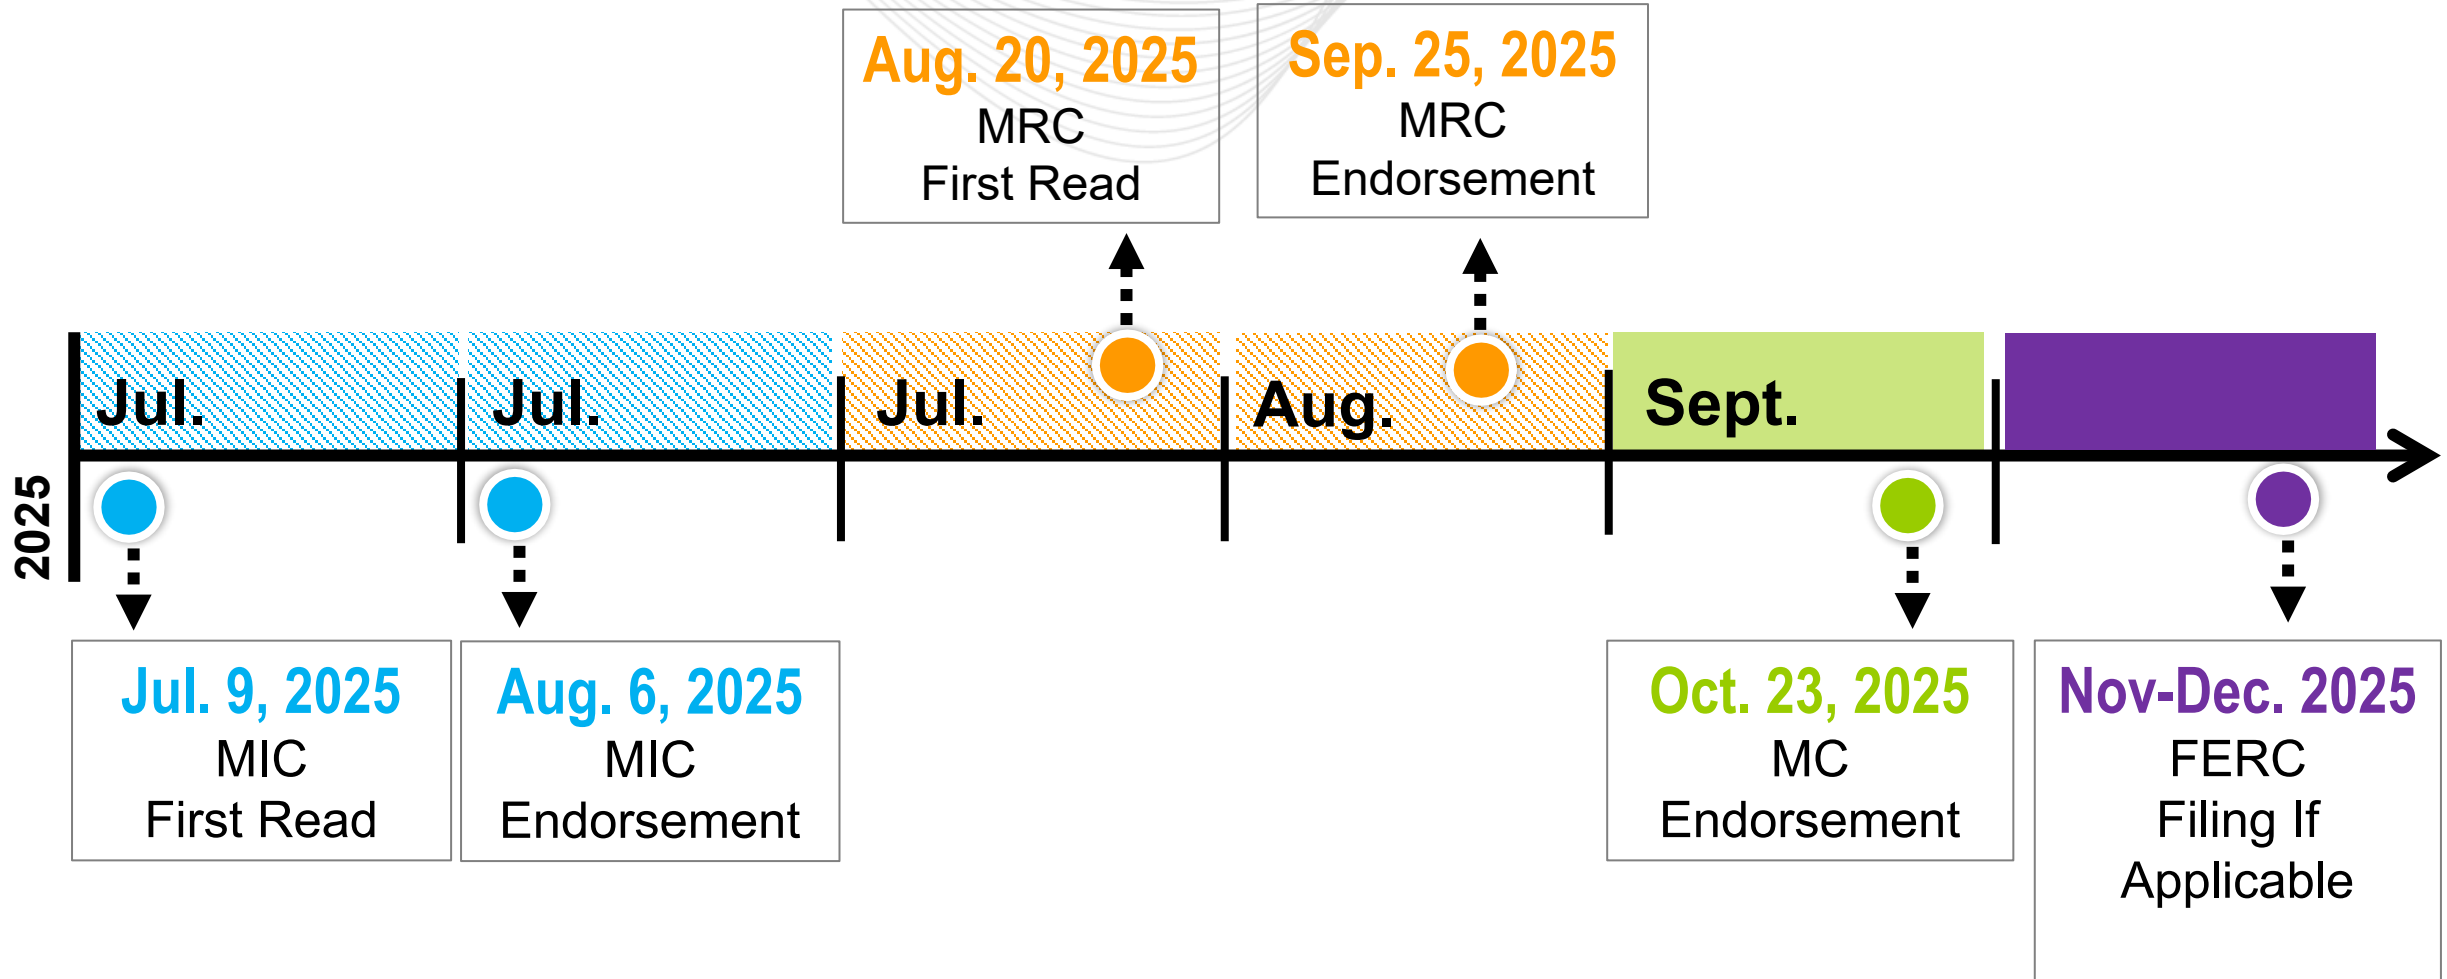 Aug. 20, 2025
MRC
First Read
Sep. 25, 2025
MRC
Endorsement
Jul.
Jul.
Jul.
Aug.
Sept.
2025
Jul. 9, 2025
MIC
First Read
Aug. 6, 2025
MIC
Endorsement
Oct. 23, 2025
MC
Endorsement
Nov-Dec. 2025
FERC
Filing If
Applicable